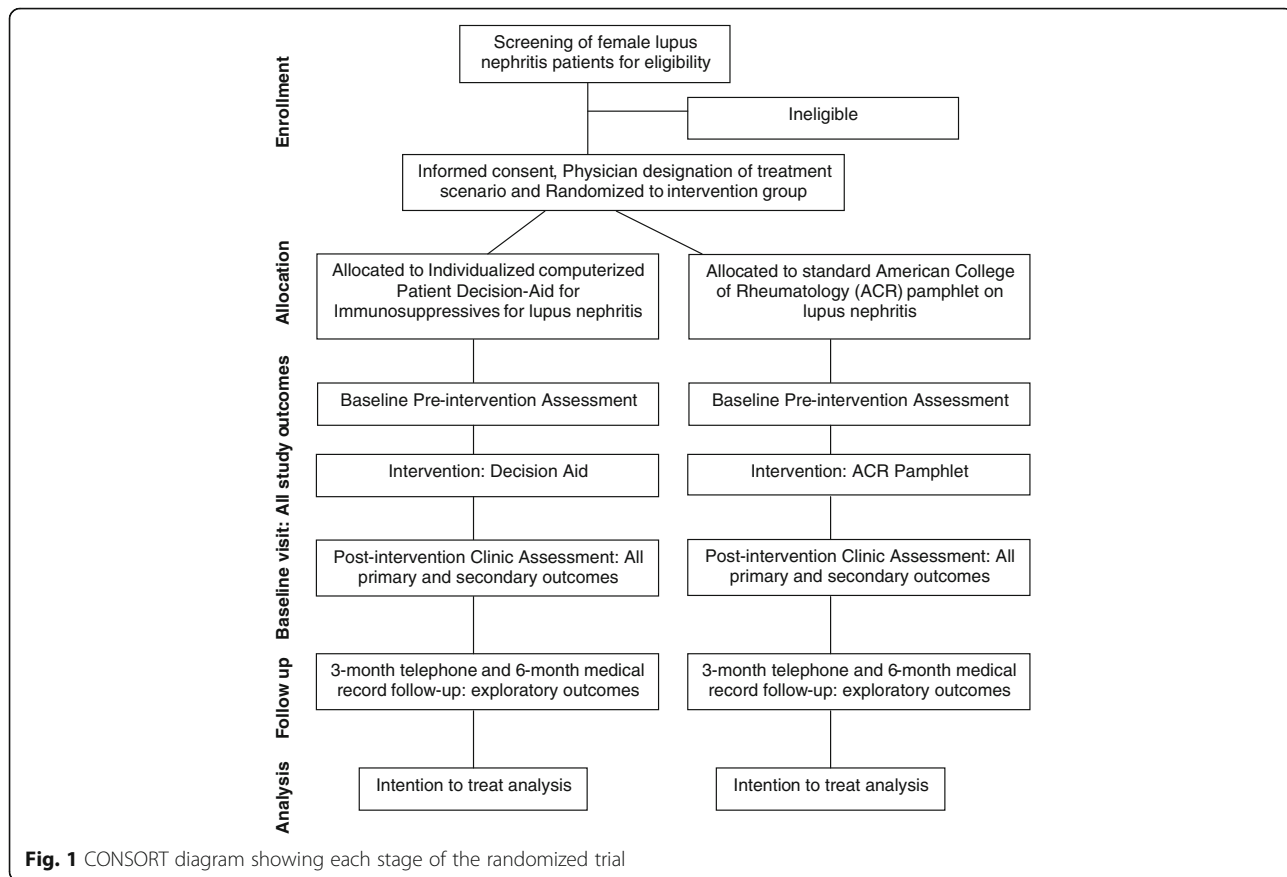 Enrollment
Screening of female lupus
nephritis patients for eligibility
Ineligible
Informed consent, Physician designation of treatment
scenario and Randomized to intervention group
Allocation
Allocated to Individualized computerized
Patient Decision-Aid for
Immunosuppressives for lupus nephritis
Allocated to standard American College
of Rheumatology (ACR) pamphlet on
lupus nephritis
Baseline visit: All study outcomes
Baseline Pre-intervention Assessment
Baseline Pre-intervention Assessment
Intervention: Decision Aid
Intervention: ACR Pamphlet
Post-intervention Clinic Assessment: All
primary and secondary outcomes
Post-intervention Clinic Assessment: All
primary and secondary outcomes
Follow up
3-month telephone and 6-month medical
record follow-up: exploratory outcomes
3-month telephone and 6-month medical
record follow-up: exploratory outcomes
Analysis
Intention to treat analysis
Intention to treat analysis
Fig. 1 CONSORT diagram showing each stage of the randomized trial